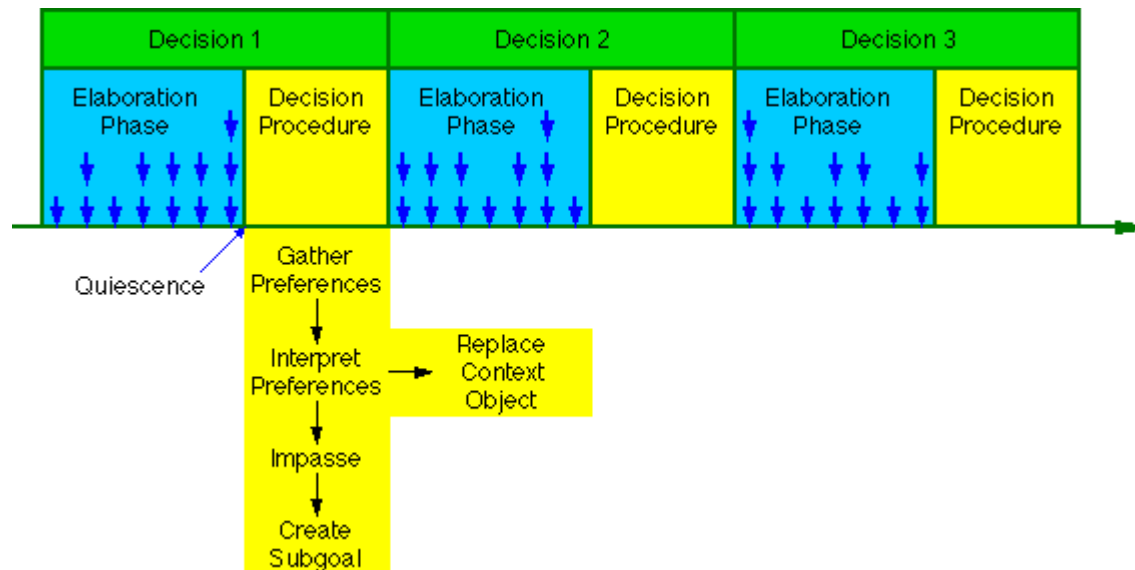 Decision 1
Decision 2
Decision 3
Elaboration
Phase
Decision
Procedure
Elaboration
Phase
Decision
Procedure
Elaboration
Phase
Decision
Procedure
Quiescence
Gather
Preferences
Interpret
Preferences
Replace
Context
Object
Impasse
Create
Subgoal